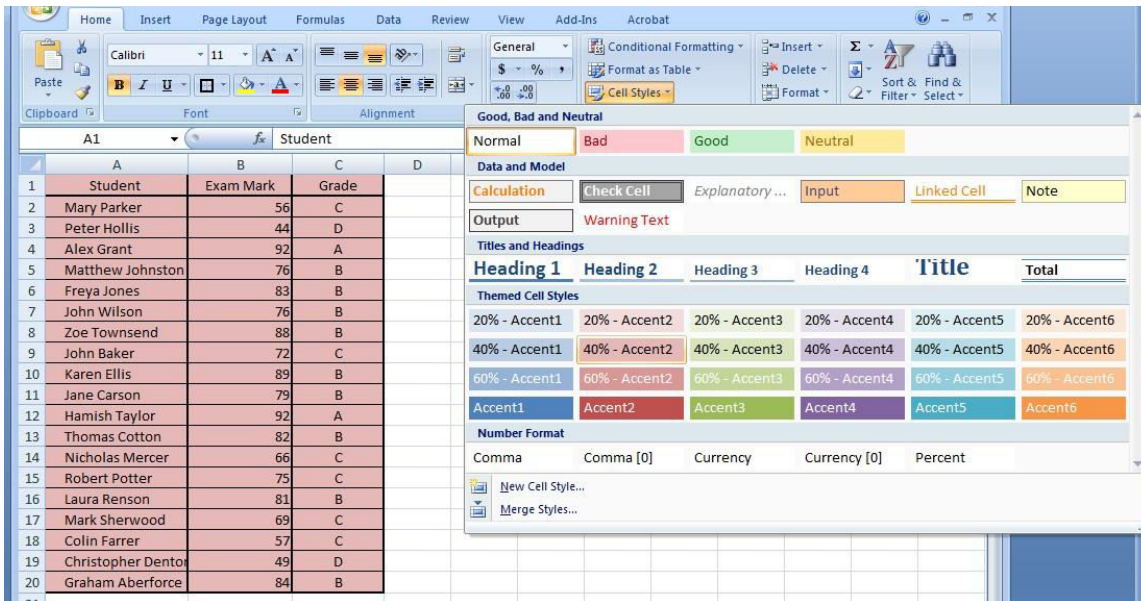 Home Insert Page Layout Formulas Data Review View Add-Ins Acrobat
Paste
Calibri 11 A A
General
Conditional Formatting
Insert
Σ
B I U A
$ % ,
Format as Table
Delete
.00 .00
Cell Styles
Format
Sort & Find &
Filter Select
Clipboard Font Alignment
A1 fx Student
A B C D
1 Student Exam Mark Grade
2 Mary Parker 56 C
3 Peter Hollis 44 D
4 Alex Grant 92 A
5 Matthew Johnston 76 B
6 Freya Jones 83 B
7 John Wilson 76 B
8 Zoe Townsend 88 B
9 John Baker 72 C
10 Karen Ellis 89 B
11 Jane Carson 79 B
12 Hamish Taylor 92 A
13 Thomas Cotton 82 B
14 Nicholas Mercer 66 C
15 Robert Potter 75 C
16 Laura Renson 81 B
17 Mark Sherwood 69 C
18 Colin Farrer 57 C
19 Christopher Dentor 49 D
20 Graham Aberforce 84 B
Good, Bad and Neutral
Normal Bad Good Neutral
Data and Model
Calculation Check Cell Explanatory ... Input Linked Cell Note
Output Warning Text
Titles and Headings
Heading 1 Heading 2 Heading 3 Heading 4 Title Total
Themed Cell Styles
20% - Accent1 20% - Accent2 20% - Accent3 20% - Accent4 20% - Accent5 20% - Accent6
40% - Accent1 40% - Accent2 40% - Accent3 40% - Accent4 40% - Accent5 40% - Accent6
60% - Accent1 60% - Accent2 60% - Accent3 60% - Accent4 60% - Accent5 60% - Accent6
Accent1 Accent2 Accent3 Accent4 Accent5 Accent6
Number Format
Comma Comma [0] Currency Currency [0] Percent
New Cell Style...
Merge Styles...